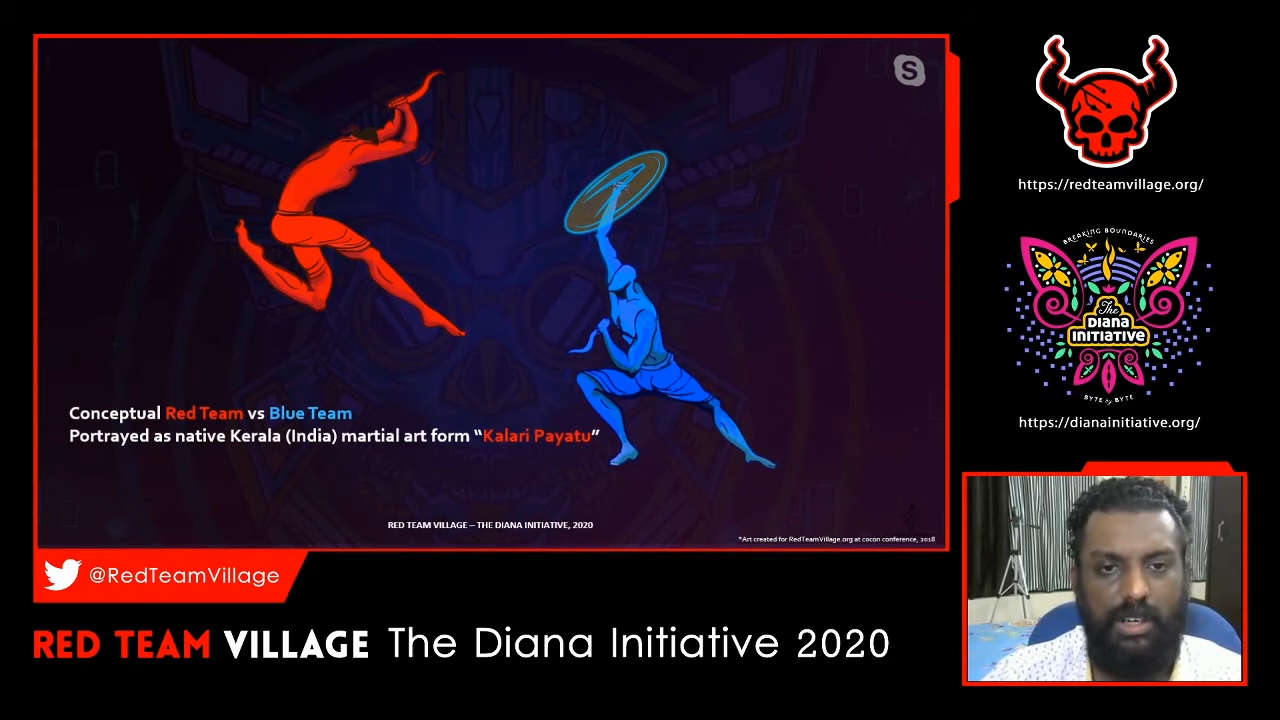 S
Conceptual Red Team vs Blue Team
Portrayed as native Kerala (India) martial art form “Kalari Payatu”
RED TEAM VILLAGE – THE DIANA INITIATIVE, 2020
*Art created for RedTeamVillage.org at cocon conference, 2018
@RedTeamVillage
RED TEAM VILLAGE The Diana Initiative 2020
https://redteamvillage.org/
BREAKING BOUNDARIES
The
DIANA
INITIATIVE
BYTE by BYTE
https://dianainitiative.org/